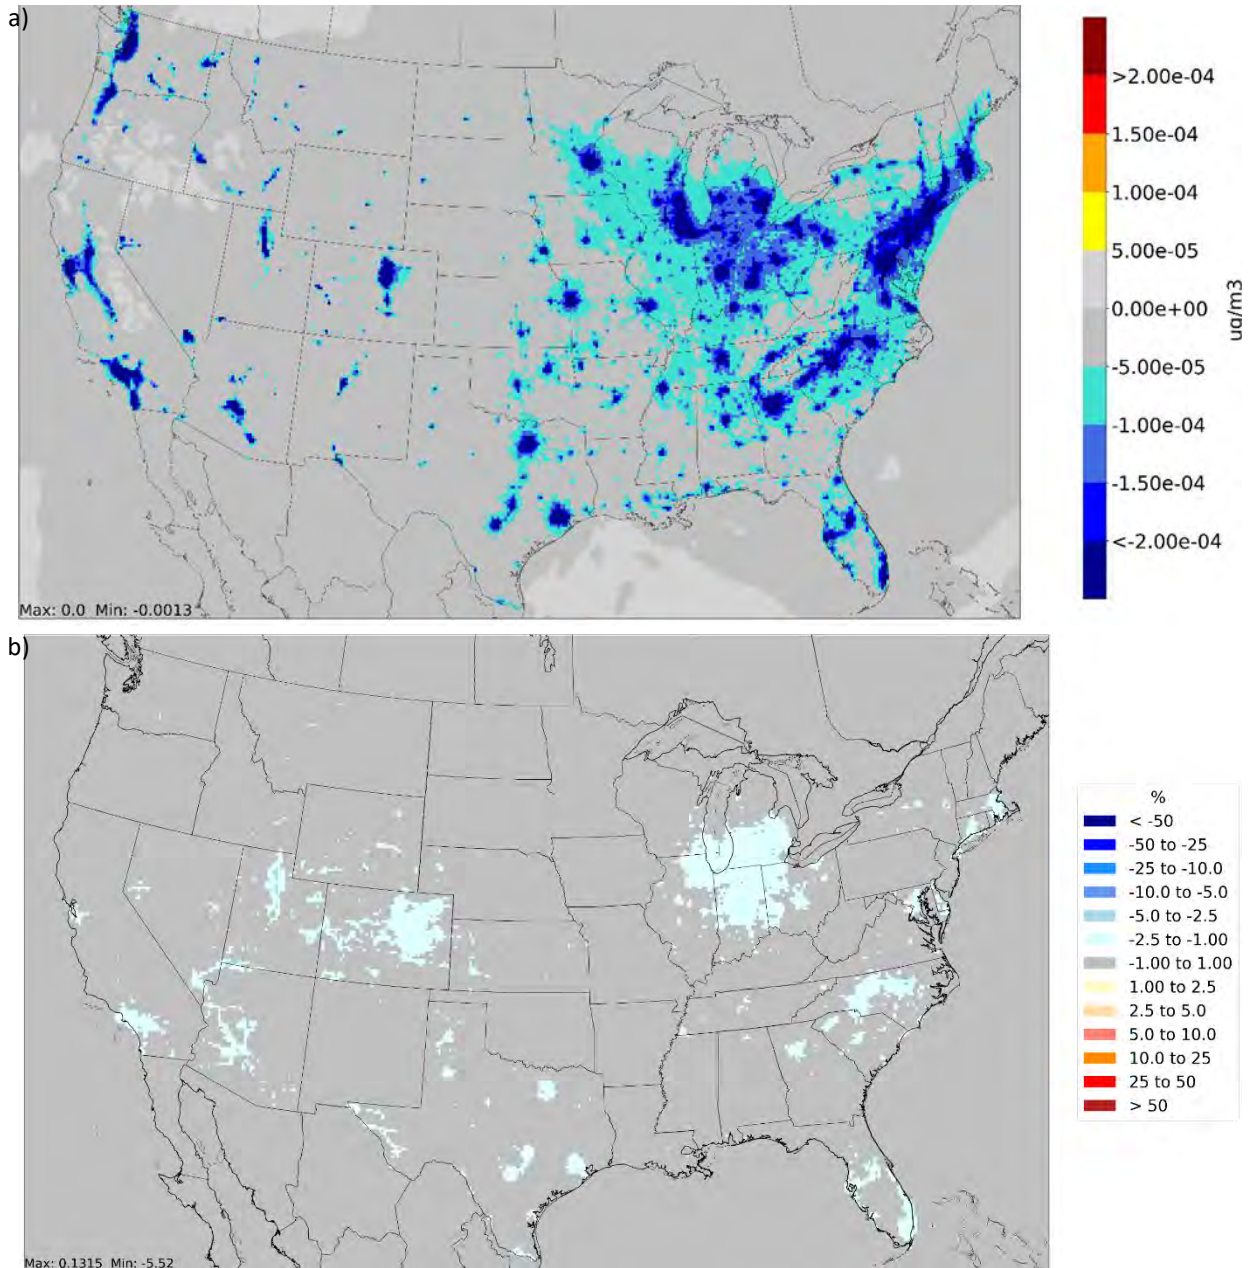 a)
>2.00e-04
1.50e-04
1.00e-04
5.00e-05
0.00e+00
-5.00e-05
-1.00e-04
-1.50e-04
<-2.00e-04
ug/m3
Max: 0.0 Min: -0.0013
b)
%
< -50
-50 to -25
-25 to -10.0
-10.0 to -5.0
-5.0 to -2.5
-2.5 to -1.00
-1.00 to 1.00
1.00 to 2.5
2.5 to 5.0
5.0 to 10.0
10.0 to 25
25 to 50
> 50
Max: 0.1315 Min: -5.52